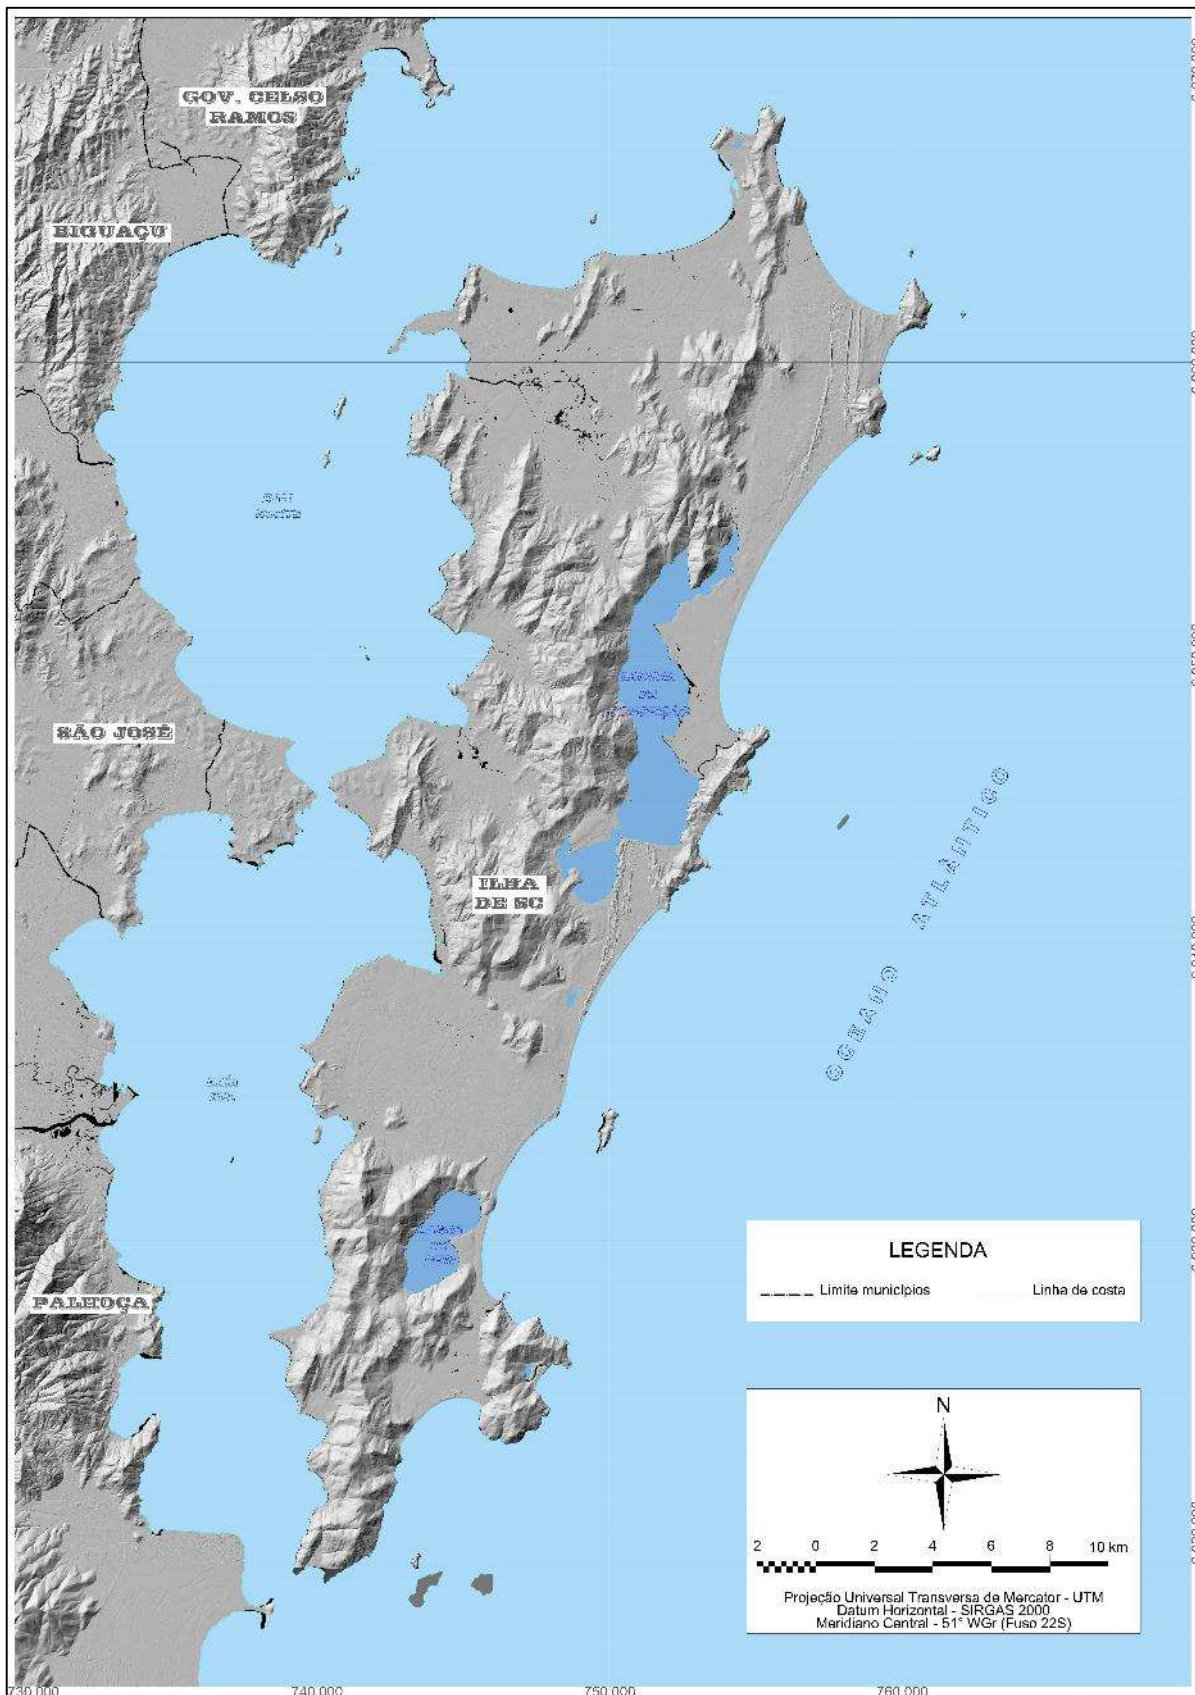 GOV. CELSO
RAMOS
BIGUAÇU
SÃO JOSÉ
ILHA
DE SC
OCEANO ATLÂNTICO
PALHOÇA
LEGENDA
Limite municípios
Linha de costa
N
2 0 2 4 6 8 10 km
Projeção Universal Transversa de Mercator - UTM
Datum Horizontal - SIRGAS 2000
Meridiano Central - 51° WGr (Fuso 22S)
730.000 740.000 750.000 760.000